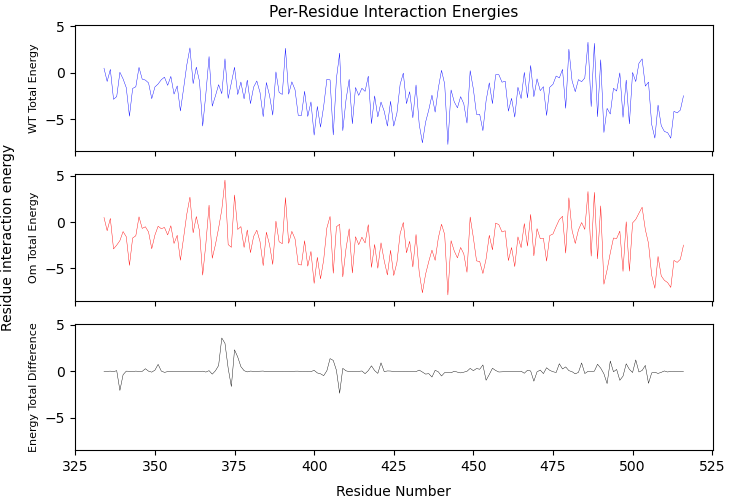 Per-Residue Interaction Energies
Residue interaction energy
WT Total Energy
5
0
−5
Om Total Energy
5
0
−5
Energy Total Difference
5
0
−5
325 350 375 400 425 450 475 500 525
Residue Number